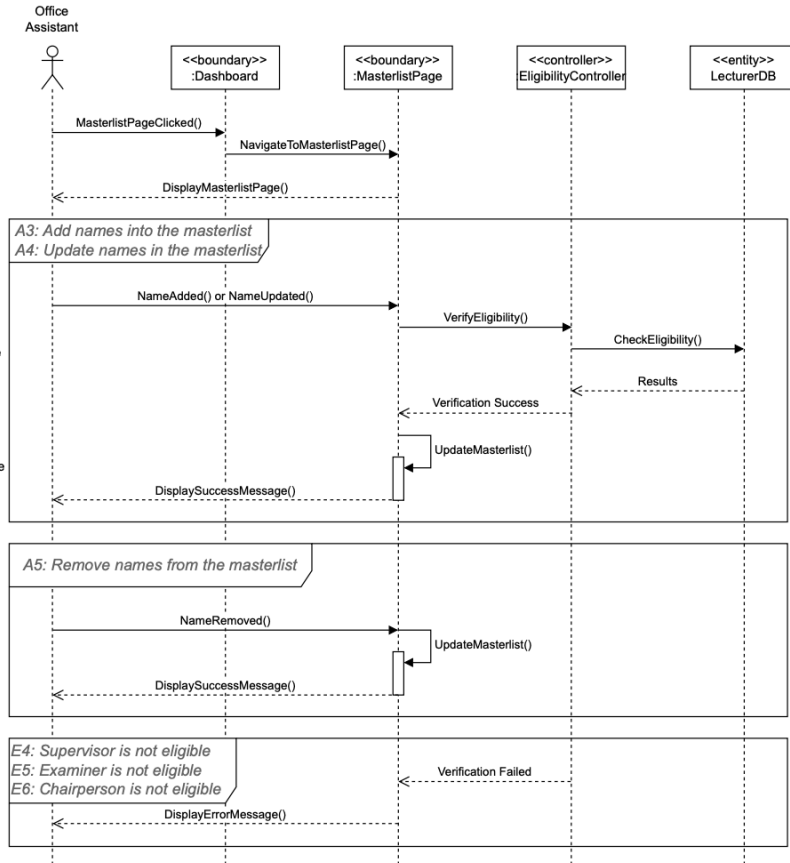 Office
Assistant
<<boundary>>
:Dashboard
<<boundary>>
:MasterlistPage
<<controller>>
:EligibilityController
<<entity>>
LecturerDB
MasterlistPageClicked()
NavigateToMasterlistPage()
DisplayMasterlistPage()
A3: Add names into the masterlist
A4: Update names in the masterlist
NameAdded() or NameUpdated()
VerifyEligibility()
CheckEligibility()
Results
Verification Success
UpdateMasterlist()
DisplaySuccessMessage()
A5: Remove names from the masterlist
NameRemoved()
UpdateMasterlist()
DisplaySuccessMessage()
E4: Supervisor is not eligible
E5: Examiner is not eligible
E6: Chairperson is not eligible
Verification Failed
DisplayErrorMessage()